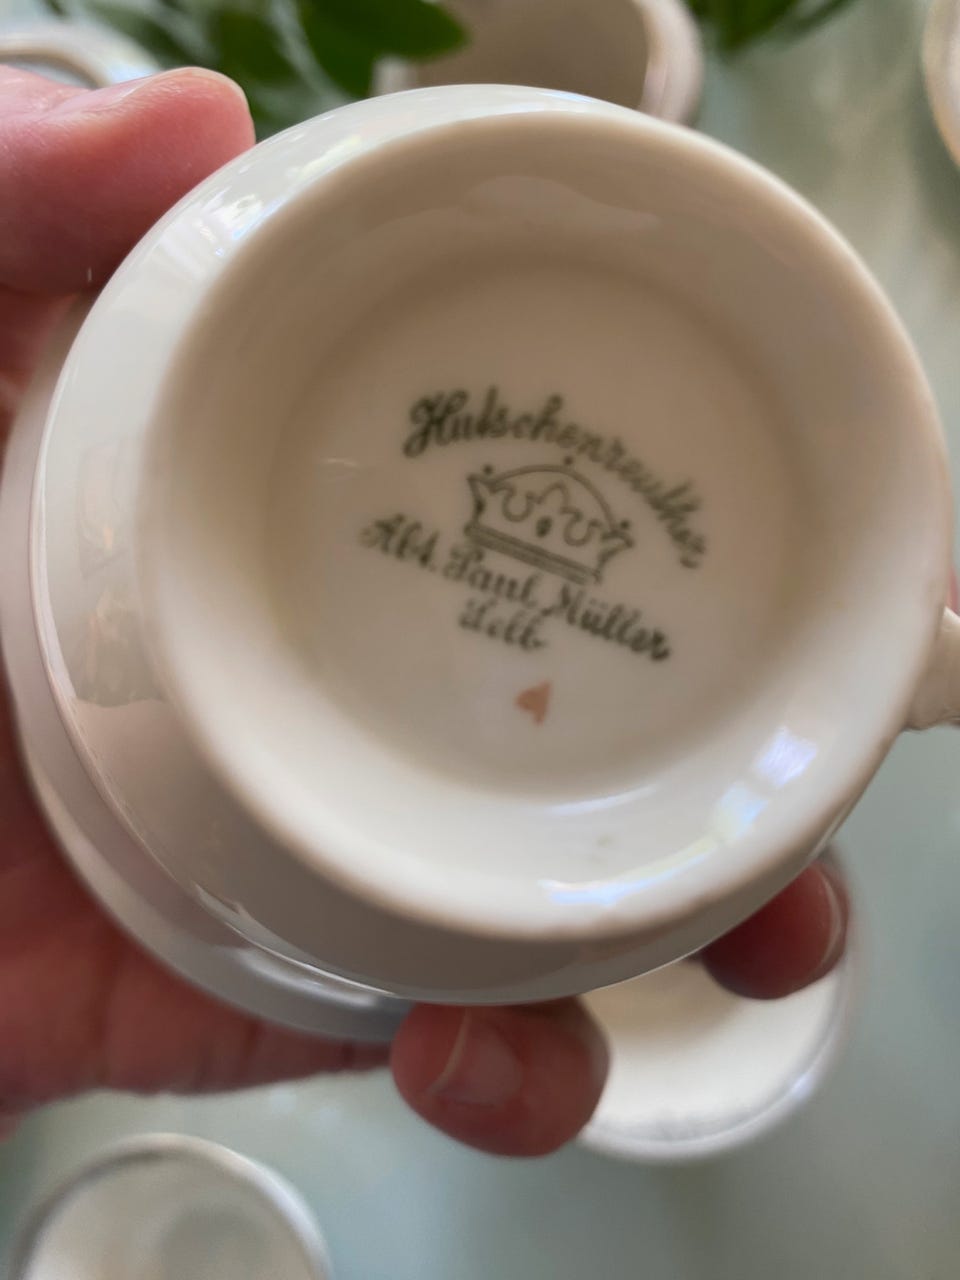 Hutschenreuther
Abt. Paul Müller
Selb